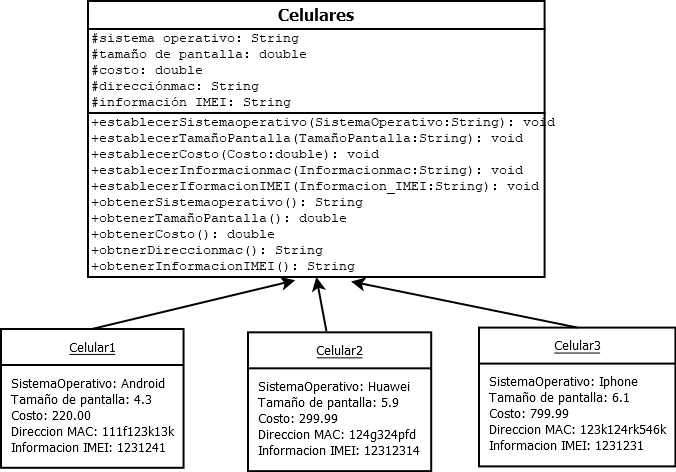 Celulares
#sistema operativo: String
#tamaño de pantalla: double
#costo: double
#direcciónmac: String
#información IMEI: String
+establecerSistemaoperativo(SistemaOperativo:String): void
+establecerTamañoPantalla(TamañoPantalla:String): void
+establecerCosto(Costo:double): void
+establecerInformacionmac(Informacionmac:String): void
+establecerIformacionIMEI(Informacion_IMEI:String): void
+obtenerSistemaoperativo(): String
+obtenerTamañoPantalla(): double
+obtenerCosto(): double
+obtnerDireccionmac(): String
+obtenerInformacionIMEI(): String
Celular1
SistemaOperativo: Android
Tamaño de pantalla: 4.3
Costo: 220.00
Direccion MAC: 111f123k13k
Informacion IMEI: 1231241
Celular2
SistemaOperativo: Huawei
Tamaño de pantalla: 5.9
Costo: 299.99
Direccion MAC: 124g324pfd
Informacion IMEI: 12312314
Celular3
SistemaOperativo: Iphone
Tamaño de pantalla: 6.1
Costo: 799.99
Direccion MAC: 123k124rk546k
Informacion IMEI: 1231231